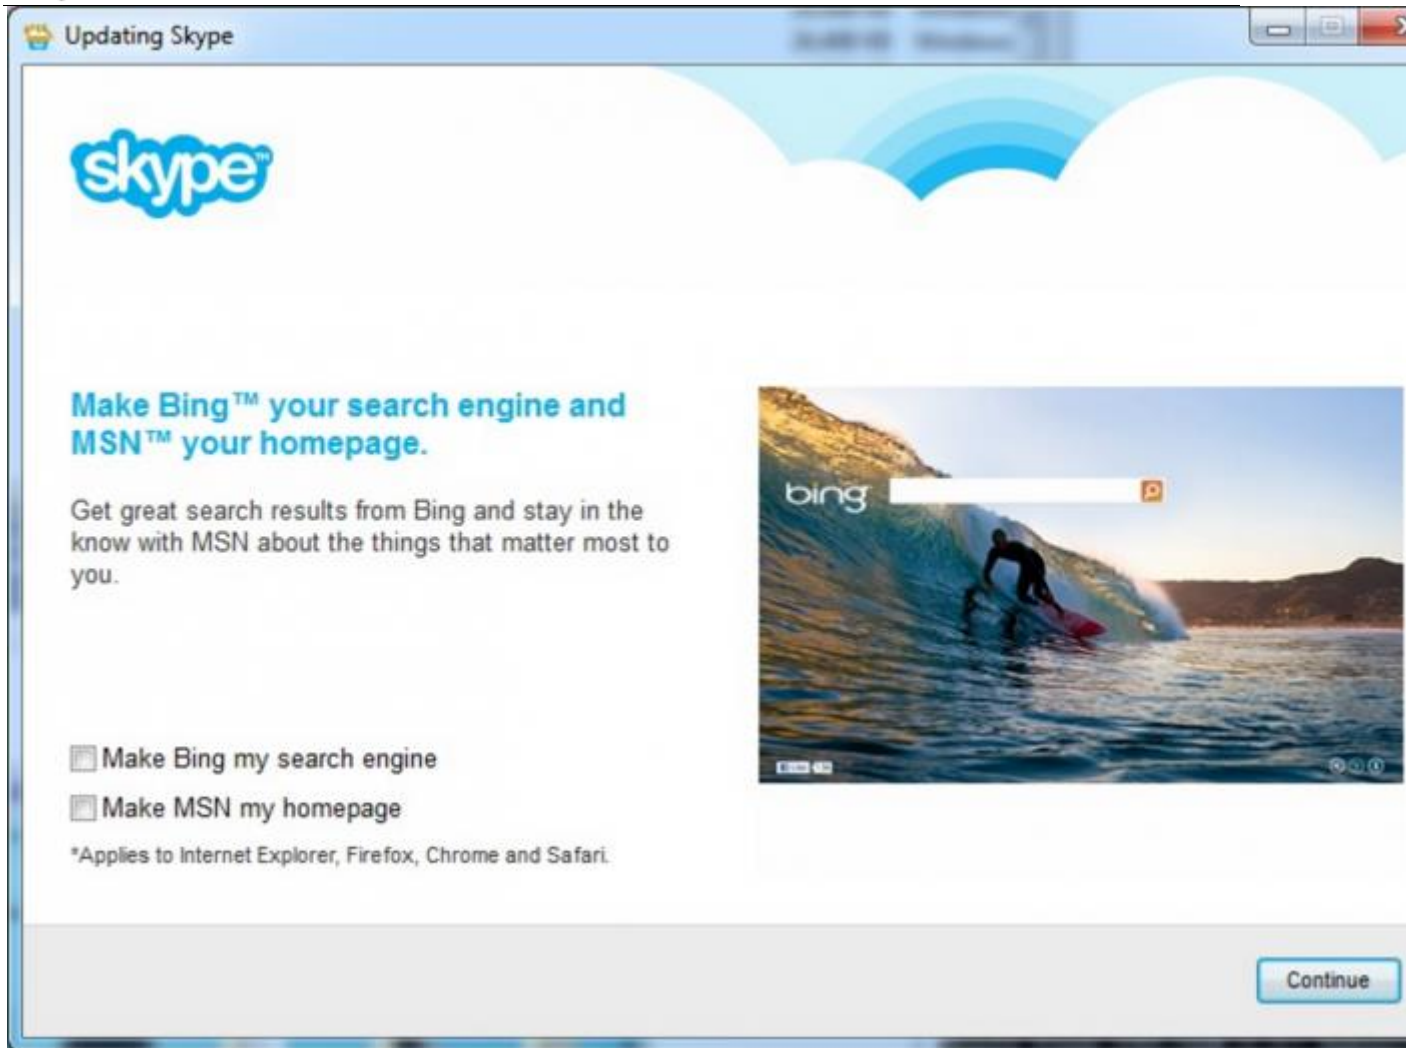 Updating Skype
skype™
Make Bing™ your search engine and
MSN™ your homepage.
Get great search results from Bing and stay in the
know with MSN about the things that matter most to
you.
bing
Make Bing my search engine
Make MSN my homepage
*Applies to Internet Explorer, Firefox, Chrome and Safari.
Continue